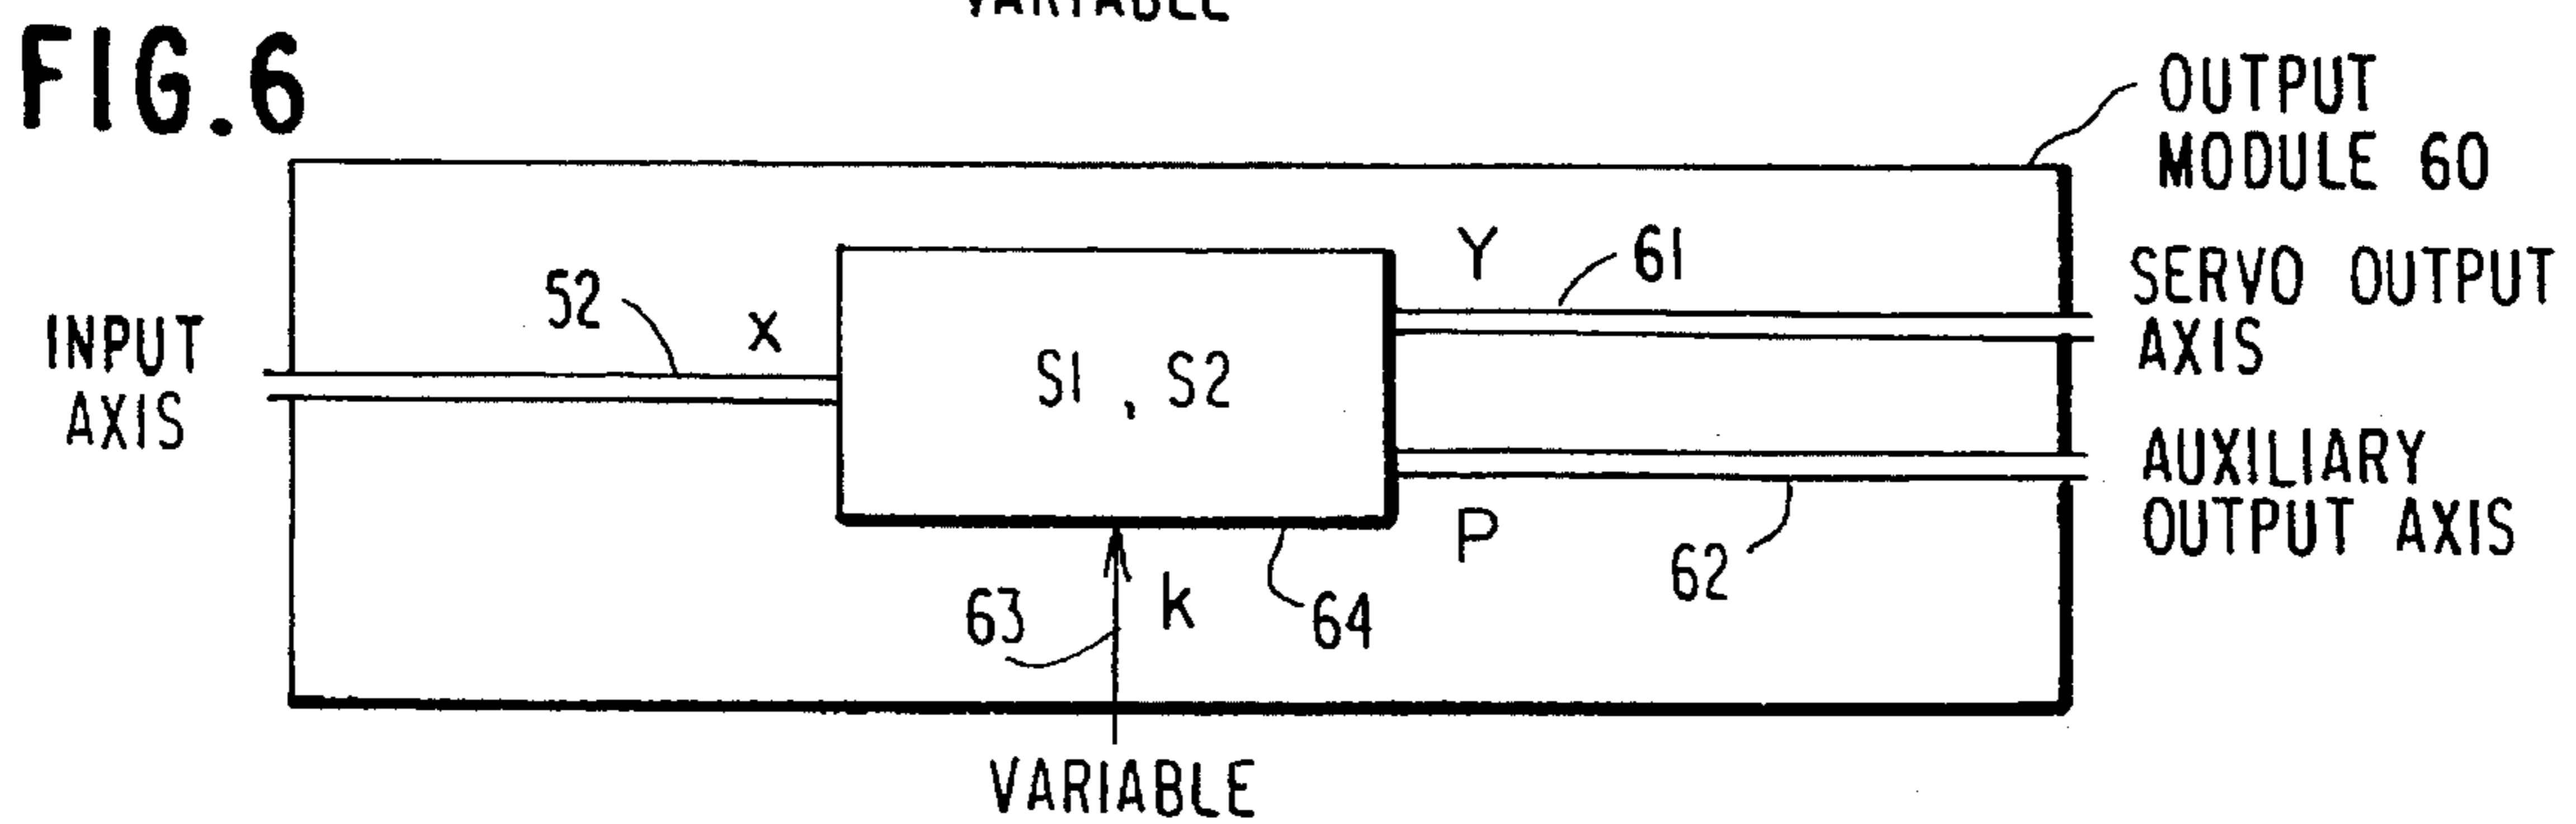 VARIABLE
FIG.6
OUTPUT
MODULE 60
INPUT
AXIS
52
X
S1 , S2
Y
61
SERVO OUTPUT
AXIS
P
62
AUXILIARY
OUTPUT AXIS
63
k
64
VARIABLE